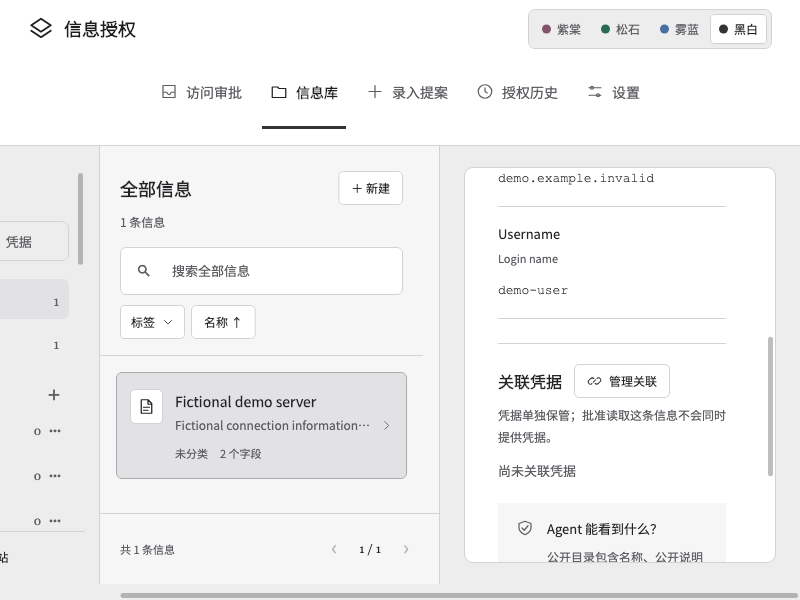 信息授权
紫棠 松石 雾蓝 黑白
访问审批 信息库 录入提案 授权历史 设置
凭据
1
1
0
0
0
站
全部信息
新建
1 条信息
搜索全部信息
标签 名称 ↑
Fictional demo server
Fictional connection information…
未分类 2 个字段
共 1 条信息
1 / 1
demo.example.invalid
Username
Login name
demo-user
关联凭据 管理关联
凭据单独保管；批准读取这条信息不会同时
提供凭据。
尚未关联凭据
Agent 能看到什么？
公开目录包含名称、公开说明